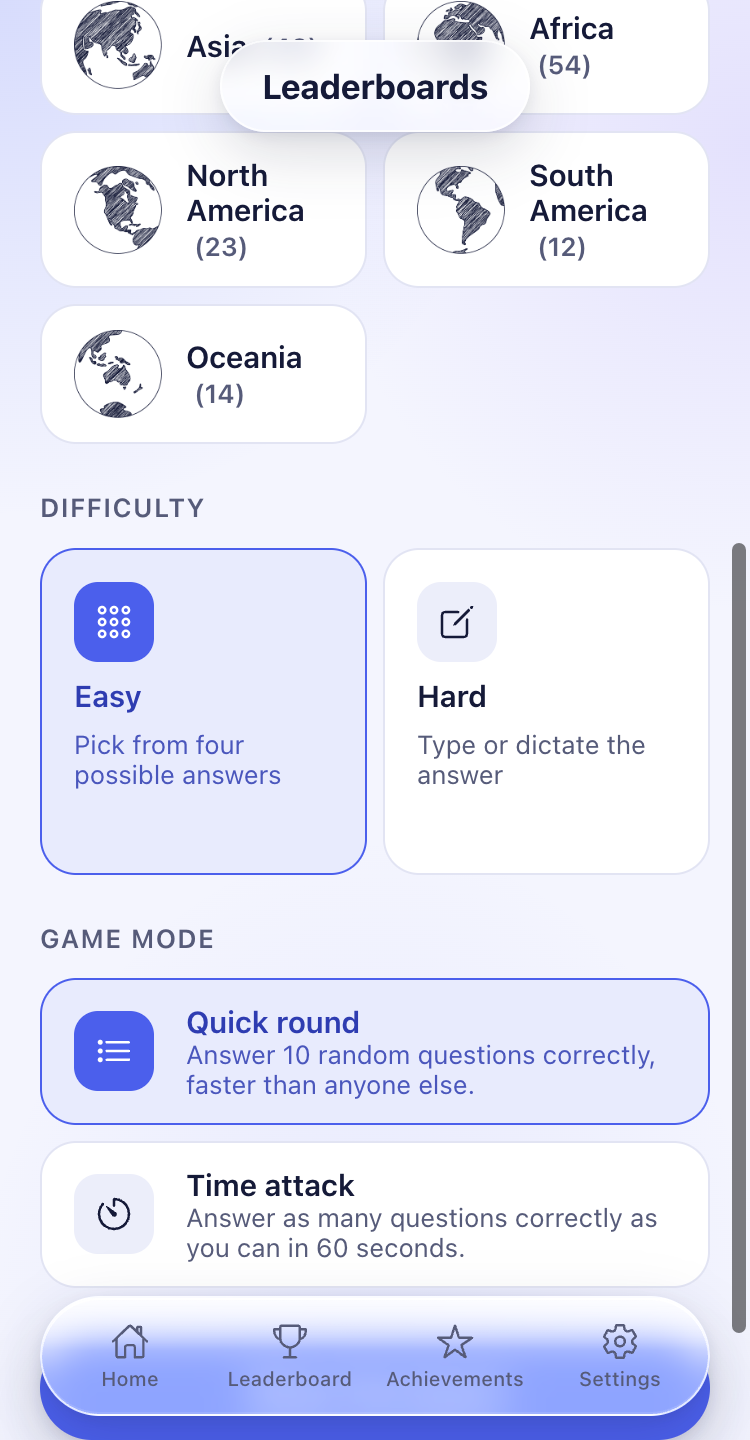 Asia
Africa
(54)
Leaderboards
North
America
(23)
South
America
(12)
Oceania
(14)
DIFFICULTY
Easy
Pick from four
possible answers
Hard
Type or dictate the
answer
GAME MODE
Quick round
Answer 10 random questions correctly,
faster than anyone else.
Time attack
Answer as many questions correctly as
you can in 60 seconds.
Home
Leaderboard
Achievements
Settings